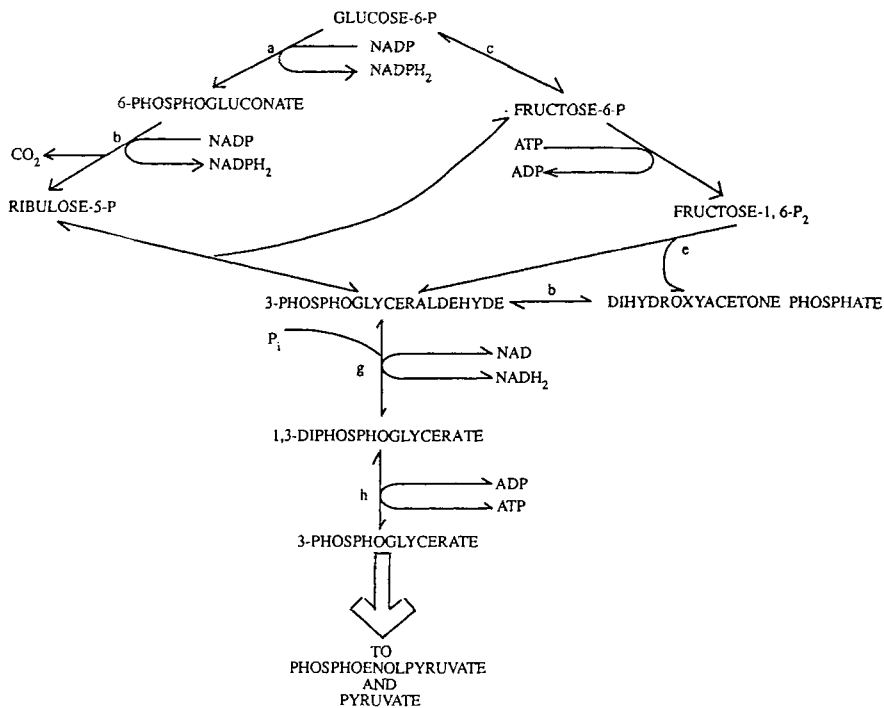 GLUCOSE-6-P
a
NADP
NADPH2
c
6-PHOSPHOGLUCONATE
FRUCTOSE-6-P
b
NADP
NADPH2
CO2
ATP
ADP
RIBULOSE-5-P
FRUCTOSE-1, 6-P2
e
3-PHOSPHOGLYCERALDEHYDE
b
DIHYDROXYACETONE PHOSPHATE
Pi
g
NAD
NADH2
1,3-DIPHOSPHOGLYCERATE
h
ADP
ATP
3-PHOSPHOGLYCERATE
TO
PHOSPHOENOLPYRUVATE
AND
PYRUVATE